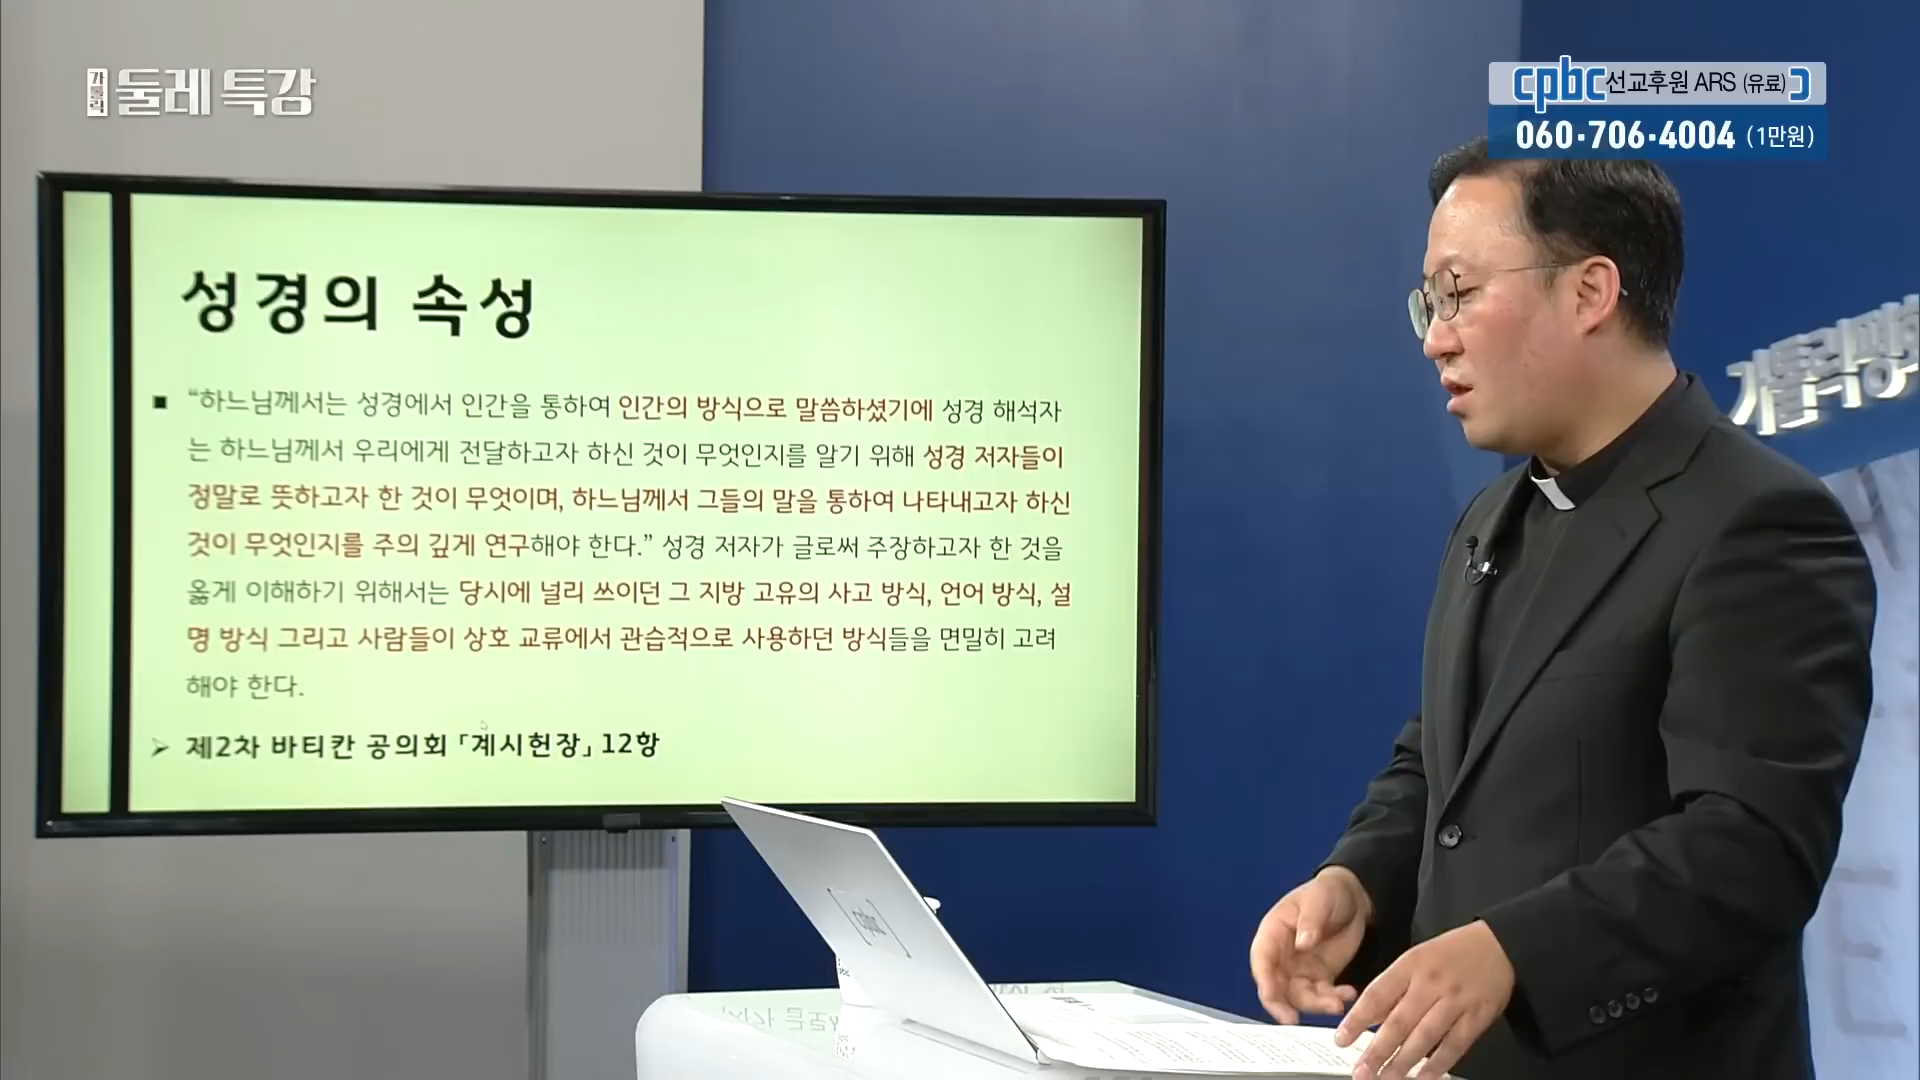 가톨릭 둘레 특강
cpbc 선교후원 ARS (유료)
060·706·4004 (1만원)
성경의 속성
■ “하느님께서는 성경에서 인간을 통하여 인간의 방식으로 말씀하셨기에 성경 해석자
는 하느님께서 우리에게 전달하고자 하신 것이 무엇인지를 알기 위해 성경 저자들이
정말로 뜻하고자 한 것이 무엇이며, 하느님께서 그들의 말을 통하여 나타내고자 하신
것이 무엇인지를 주의 깊게 연구해야 한다.” 성경 저자가 글로써 주장하고자 한 것을
옳게 이해하기 위해서는 당시에 널리 쓰이던 그 지방 고유의 사고 방식, 언어 방식, 설
명 방식 그리고 사람들이 상호 교류에서 관습적으로 사용하던 방식들을 면밀히 고려
해야 한다.
➢ 제2차 바티칸 공의회 「계시헌장」 12항
가톨릭평화
cpbc